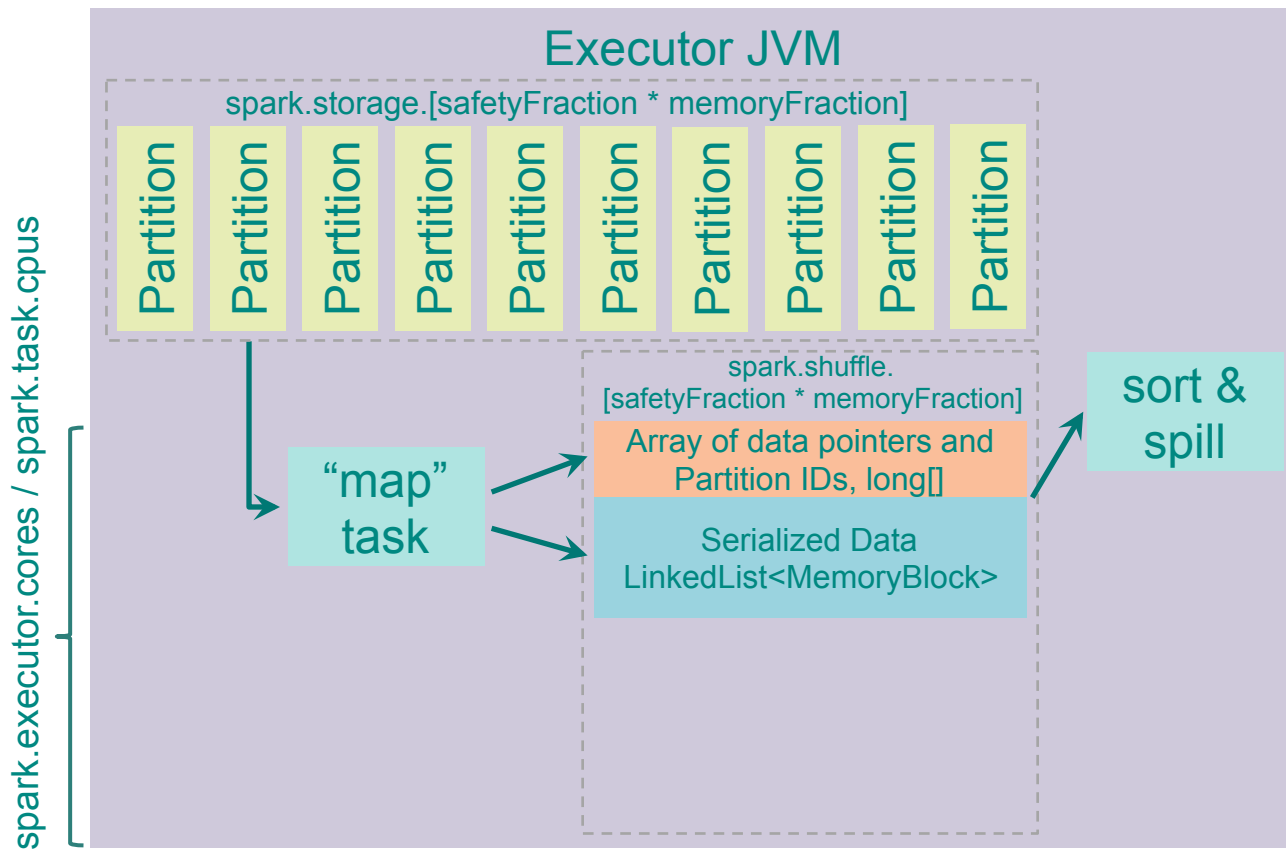 Executor JVM
spark.storage.[safetyFraction * memoryFraction]
Partition
Partition
Partition
Partition
Partition
Partition
Partition
Partition
Partition
Partition
spark.executor.cores / spark.task.cpus
spark.shuffle.
[safetyFraction * memoryFraction]
Array of data pointers and
Partition IDs, long[]
Serialized Data
LinkedList<MemoryBlock>
“map”
task
sort &
spill